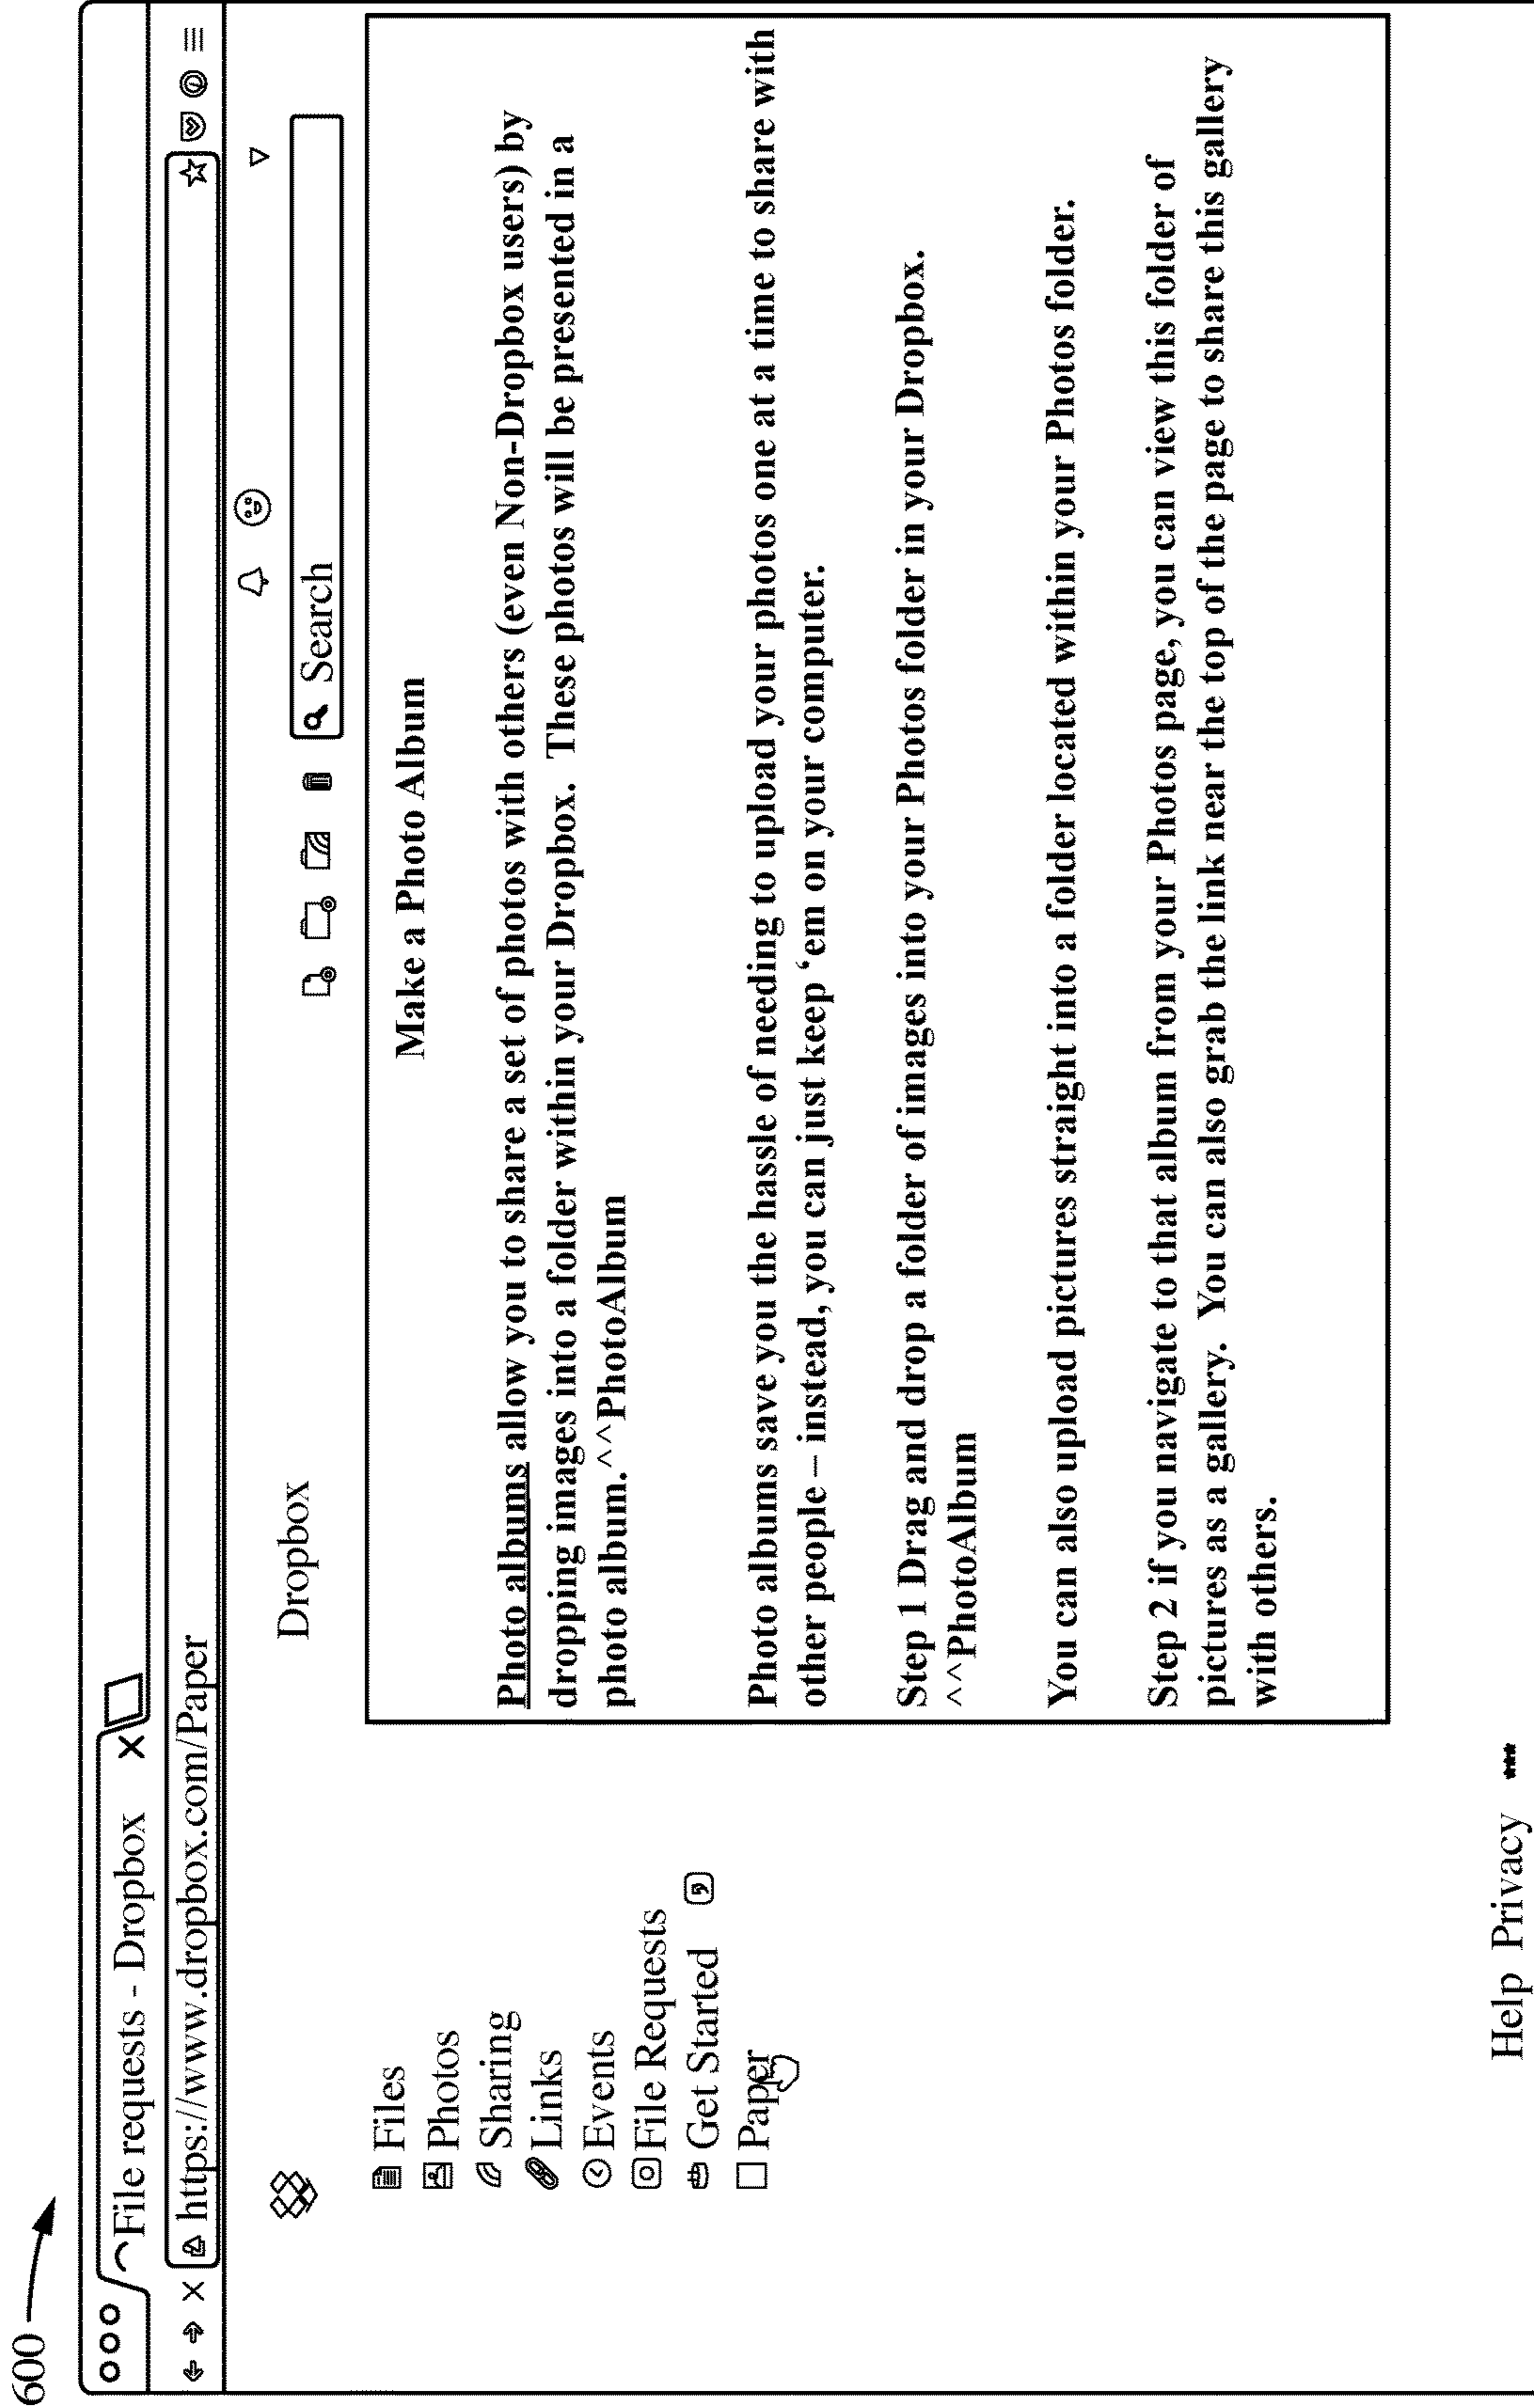 600
File requests - Dropbox X
https://www.dropbox.com/Paper
Dropbox
Search
Files
Photos
Sharing
Links
Events
File Requests
Get Started
Paper
Make a Photo Album
Photo albums allow you to share a set of photos with others (even Non-Dropbox users) by
dropping images into a folder within your Dropbox. These photos will be presented in a
photo album.^^PhotoAlbum
Photo albums save you the hassle of needing to upload your photos one at a time to share with
other people – instead, you can just keep ‘em on your computer.
Step 1 Drag and drop a folder of images into your Photos folder in your Dropbox.
^^PhotoAlbum
You can also upload pictures straight into a folder located within your Photos folder.
Step 2 if you navigate to that album from your Photos page, you can view this folder of
pictures as a gallery. You can also grab the link near the top of the page to share this gallery
with others.
Help Privacy